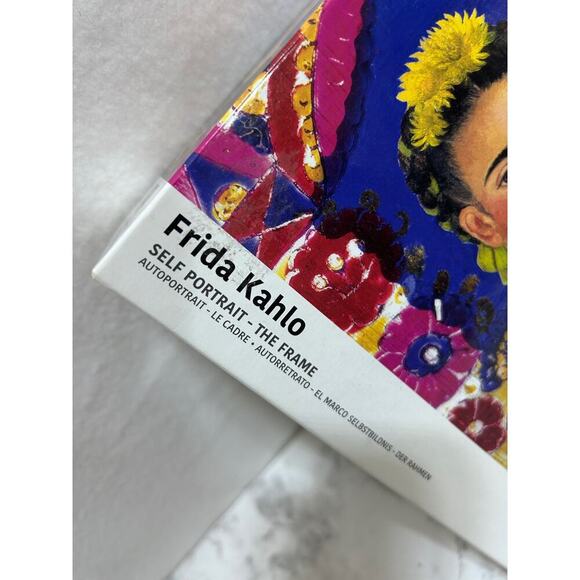 Frida Kahlo
SELF PORTRAIT - THE FRAME
AUTOPORTRAIT - LE CADRE • AUTORRETRATO - EL MARCO SELBSTBILDNIS - DER RAHMEN